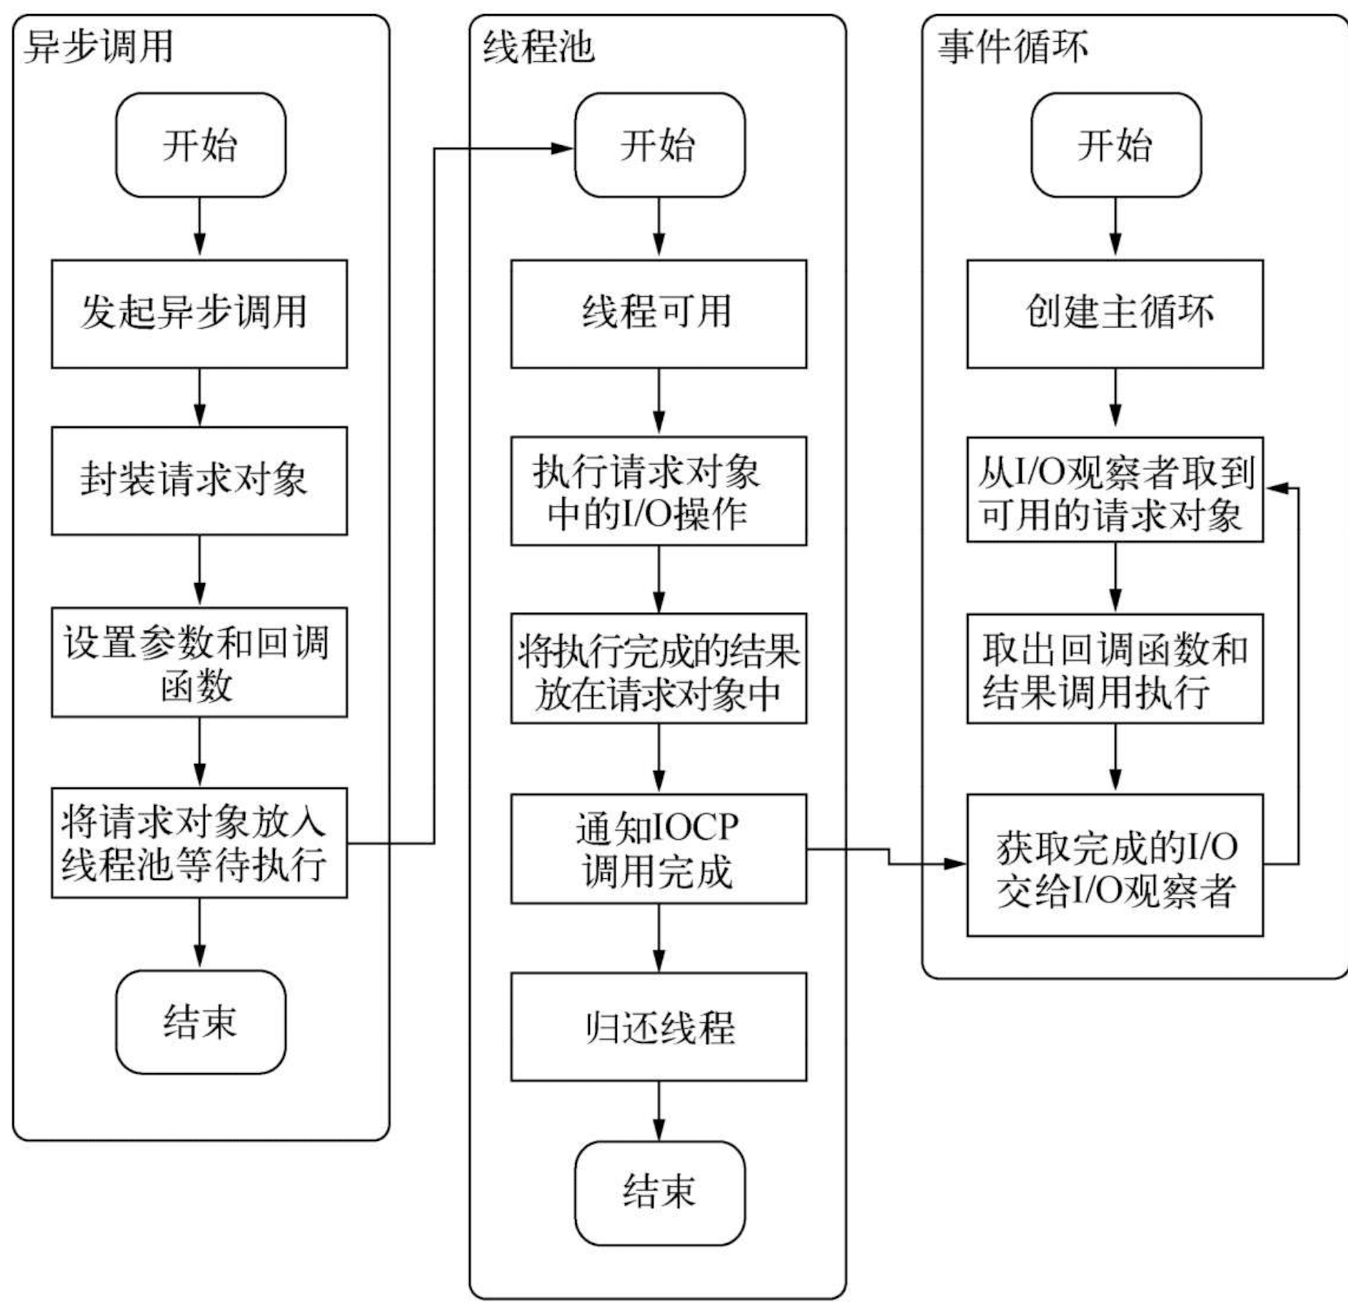 异步调用
开始
发起异步调用
封装请求对象
设置参数和回调
函数
将请求对象放入
线程池等待执行
结束
线程池
开始
线程可用
执行请求对象
中的I/O操作
将执行完成的结果
放在请求对象中
通知IOCP
调用完成
归还线程
结束
事件循环
开始
创建主循环
从I/O观察者取到
可用的请求对象
取出回调函数和
结果调用执行
获取完成的I/O
交给I/O观察者